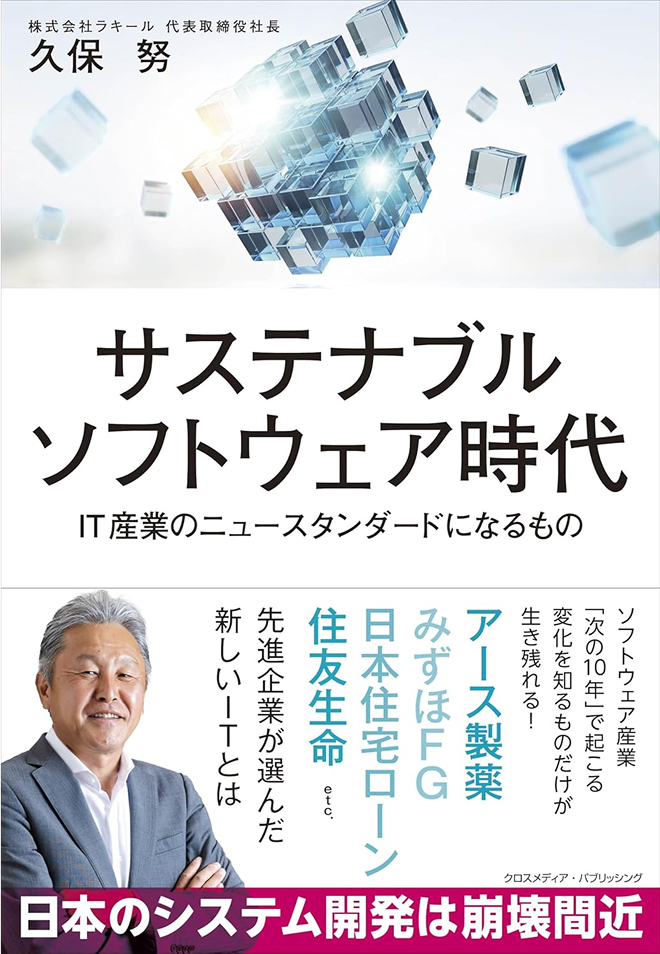 株式会社ラキール 代表取締役社長
久保 努
サステナブル
ソフトウェア時代
IT産業のニュースタンダードになるもの
ソフトウェア産業
「次の10年」で起こる
変化を知るものだけが
生き残れる！
アース製薬
みずほFG
日本住宅ローン
住友生命
etc.
先進企業が選んだ
新しいITとは
クロスメディア・パブリッシング
日本のシステム開発は崩壊間近